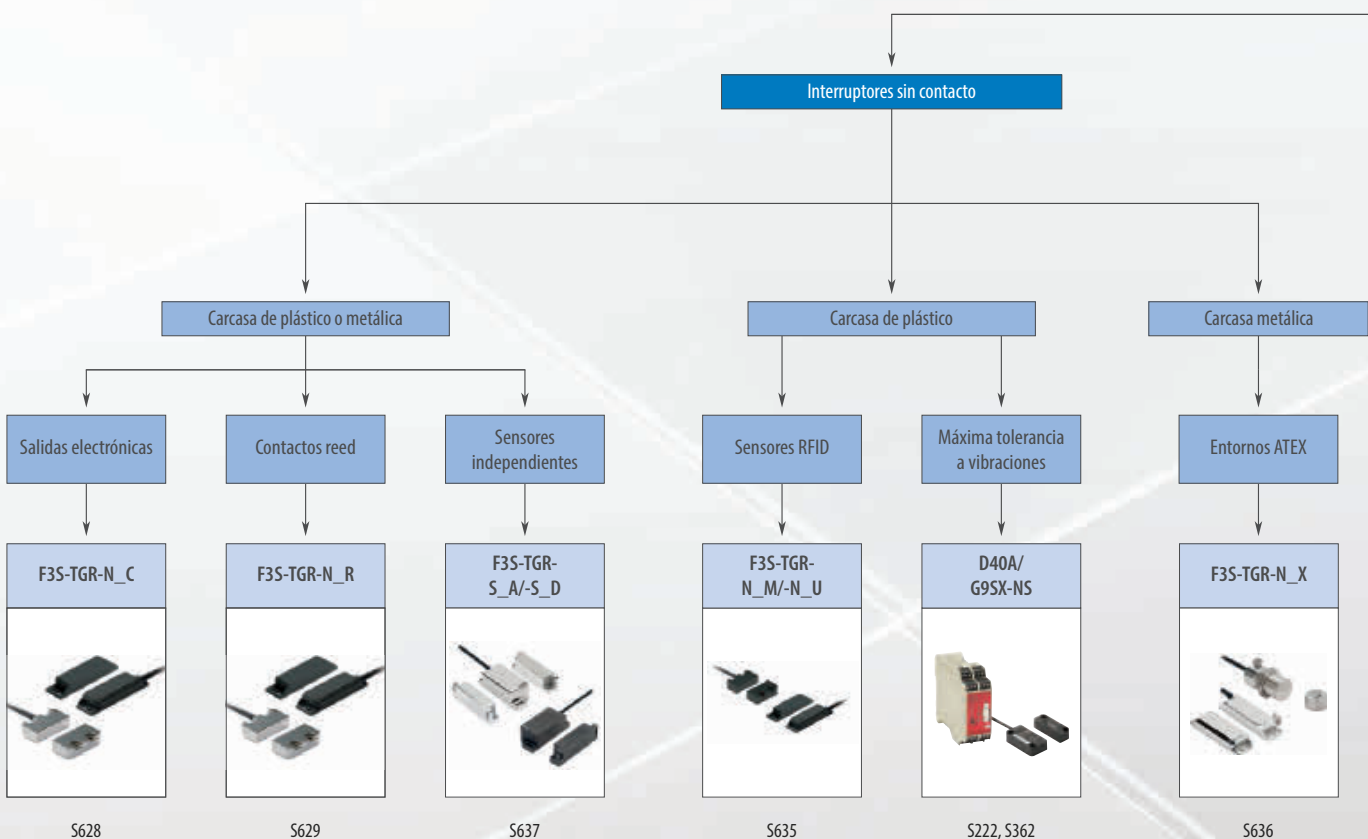 Interruptores sin contacto
Carcasa de plástico o metálica
Carcasa de plástico
Carcasa metálica
Salidas electrónicas
Contactos reed
Sensores
independientes
Sensores RFID
Máxima tolerancia
a vibraciones
Entornos ATEX
F3S-TGR-N_C
F3S-TGR-N_R
F3S-TGR-
S_A/-S_D
F3S-TGR-
N_M/-N_U
D40A/
G9SX-NS
F3S-TGR-N_X
S628
S629
S637
S635
S222, S362
S636